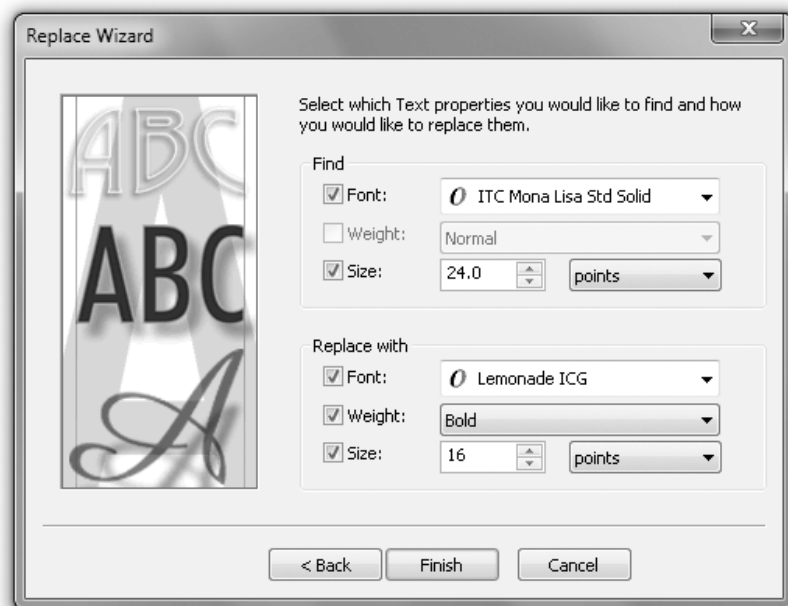 Replace Wizard
X
ABC
ABC
A
Select which Text properties you would like to find and how
you would like to replace them.
Find
Font: O ITC Mona Lisa Std Solid
Weight: Normal
Size: 24.0 points
Replace with
Font: O Lemonade ICG
Weight: Bold
Size: 16 points
< Back Finish Cancel